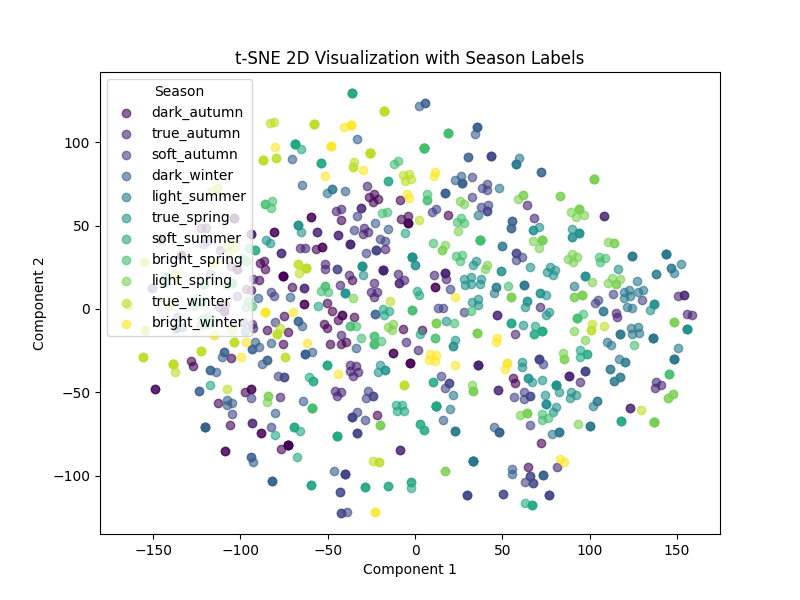 t-SNE 2D Visualization with Season Labels
Season
dark_autumn
true_autumn
soft_autumn
dark_winter
light_summer
true_spring
soft_summer
bright_spring
light_spring
true_winter
bright_winter
100
50
0
−50
−100
Component 2
−150
−100
−50
0
50
100
150
Component 1